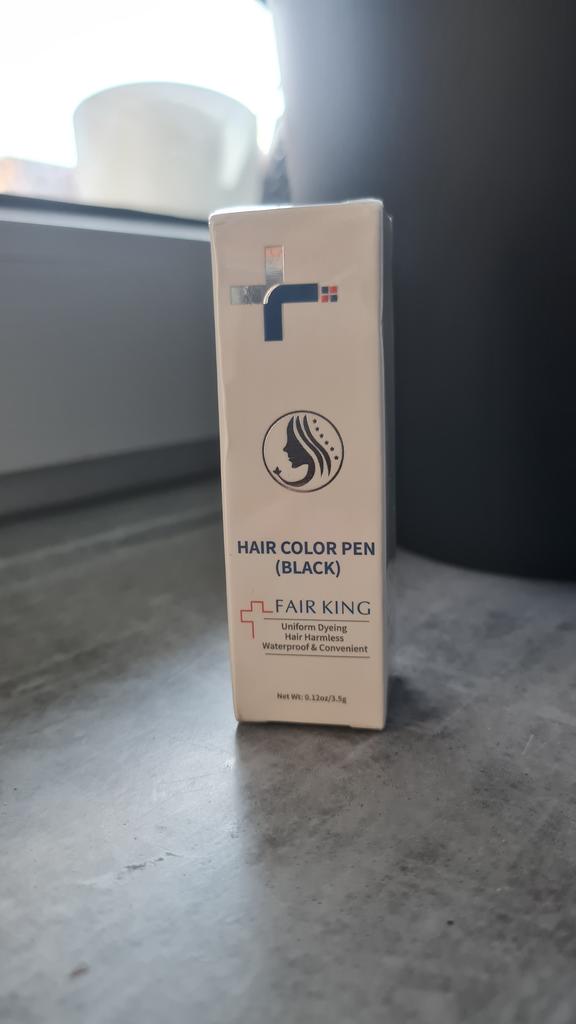 HAIR COLOR PEN
(BLACK)
FAIR KING
Uniform Dyeing
Hair Harmless
Waterproof & Convenient
Net Wt: 0.12oz/3.5g